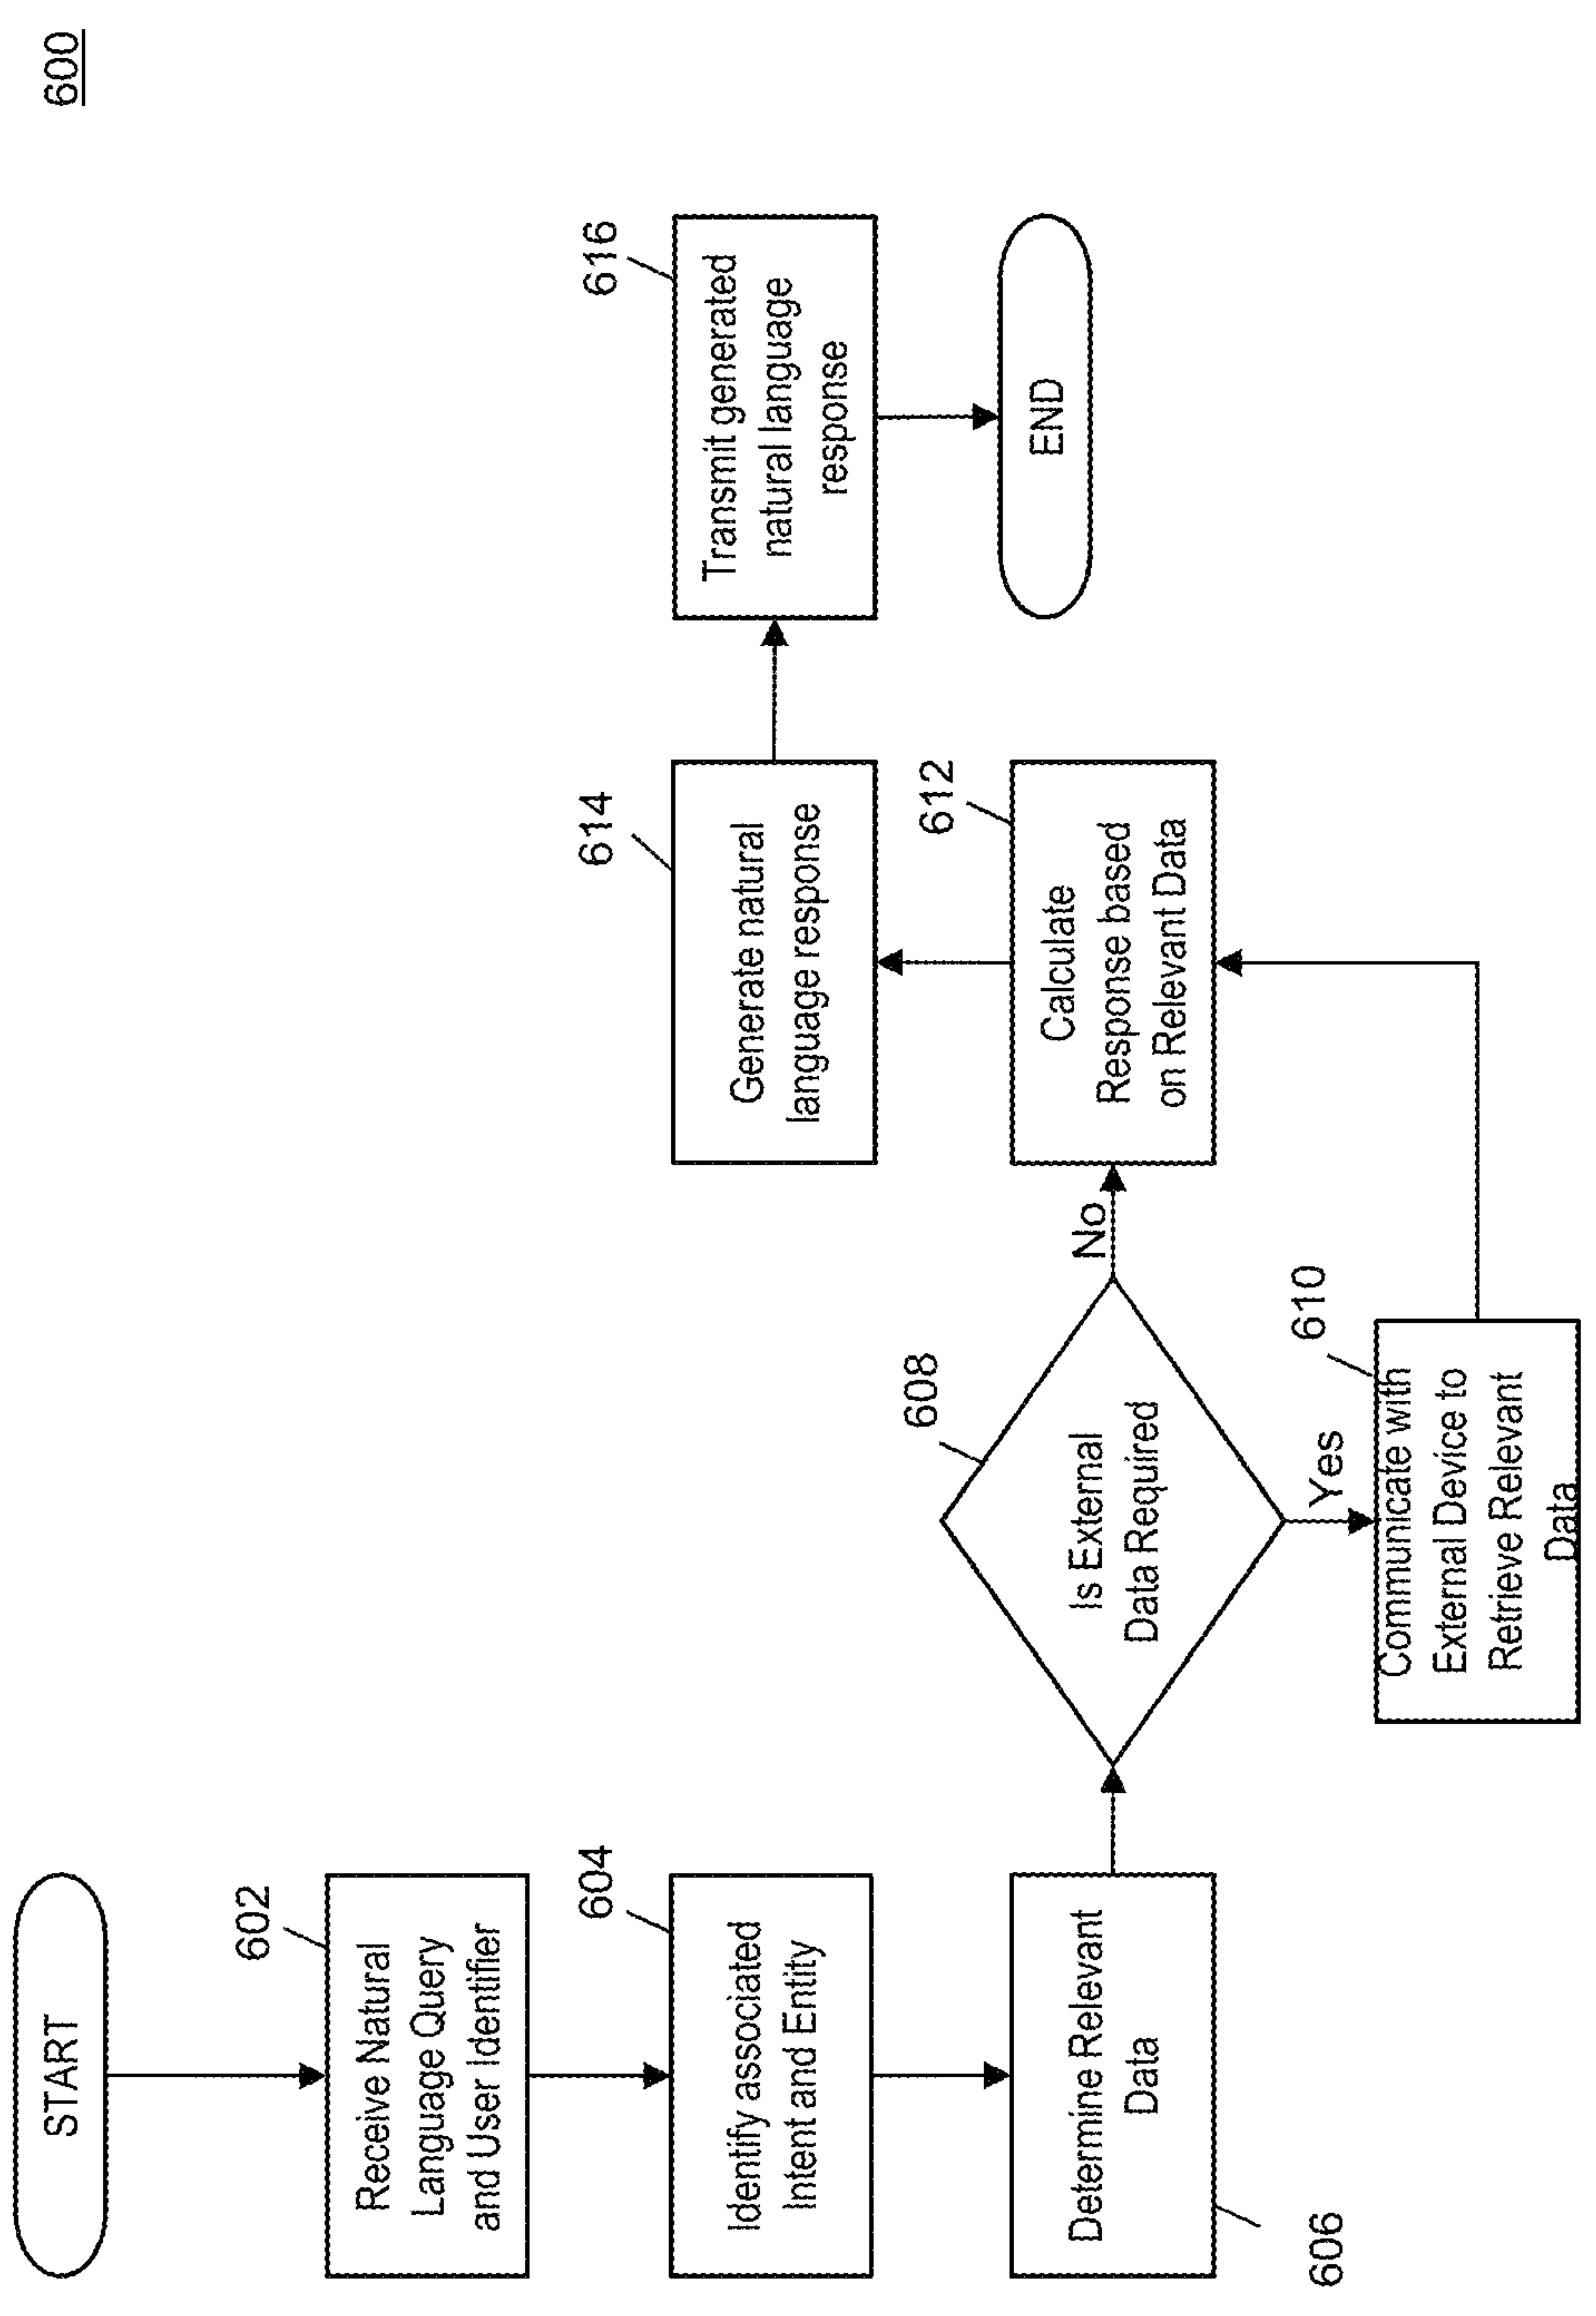 600
START
602
Receive Natural
Language Query
and User Identifier
604
Identify associated
Intent and Entity
606
Determine Relevant
Data
608
Is External
Data Required
Yes
No
610
Communicate with
External Device to
Retrieve Relevant
Data
612
Calculate
Response based
on Relevant Data
614
Generate natural
language response
616
Transmit generated
natural language
response
END